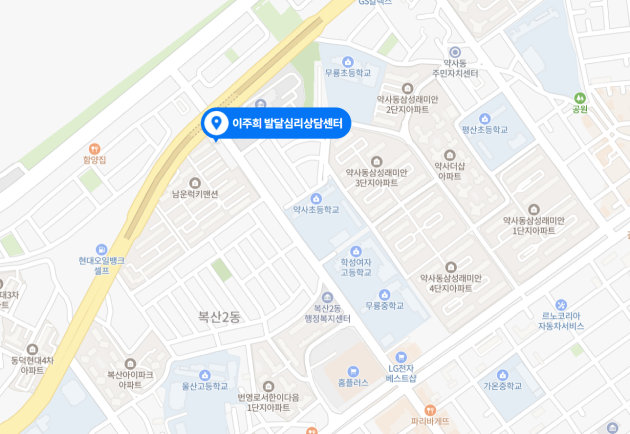 GS칼텍스
무룡초등학교
약사동
주민자치센터
약사동삼성래미안
2단지아파트
공원
이주희 발달심리상담센터
평산초등학교
함양집
약사동삼성래미안
3단지아파트
약사더샵
아파트
남운럭키맨션
약사초등학교
약사동삼성래미안
1단지아파트
현대오일뱅크
셀프
학성여자
고등학교
약사동삼성래미안
4단지아파트
대3차
아파트
무룡중학교
복산2동
복산2동
행정복지센터
르노코리아
자동차서비스
동덕현대4차
아파트
복산아이파크
아파트
울산고등학교
홈플러스
LG전자
베스트샵
가온중학교
번영로서한이다음
1단지아파트
파리바게뜨